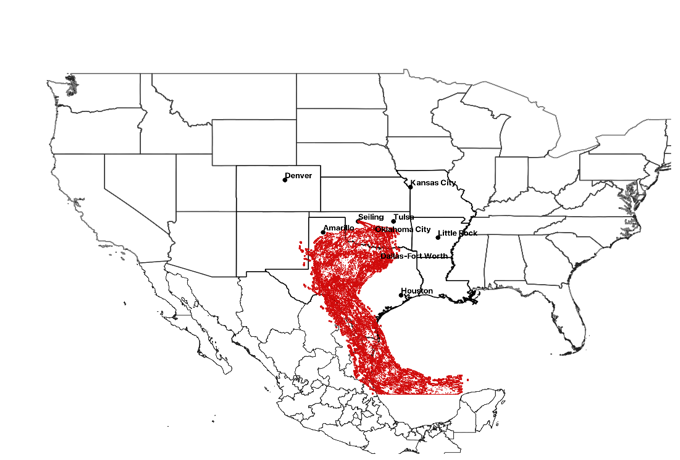 Denver
Kansas City
Seiling
Tulsa
Amarillo
Oklahoma City
Little Rock
Dallas-Fort Worth
Houston